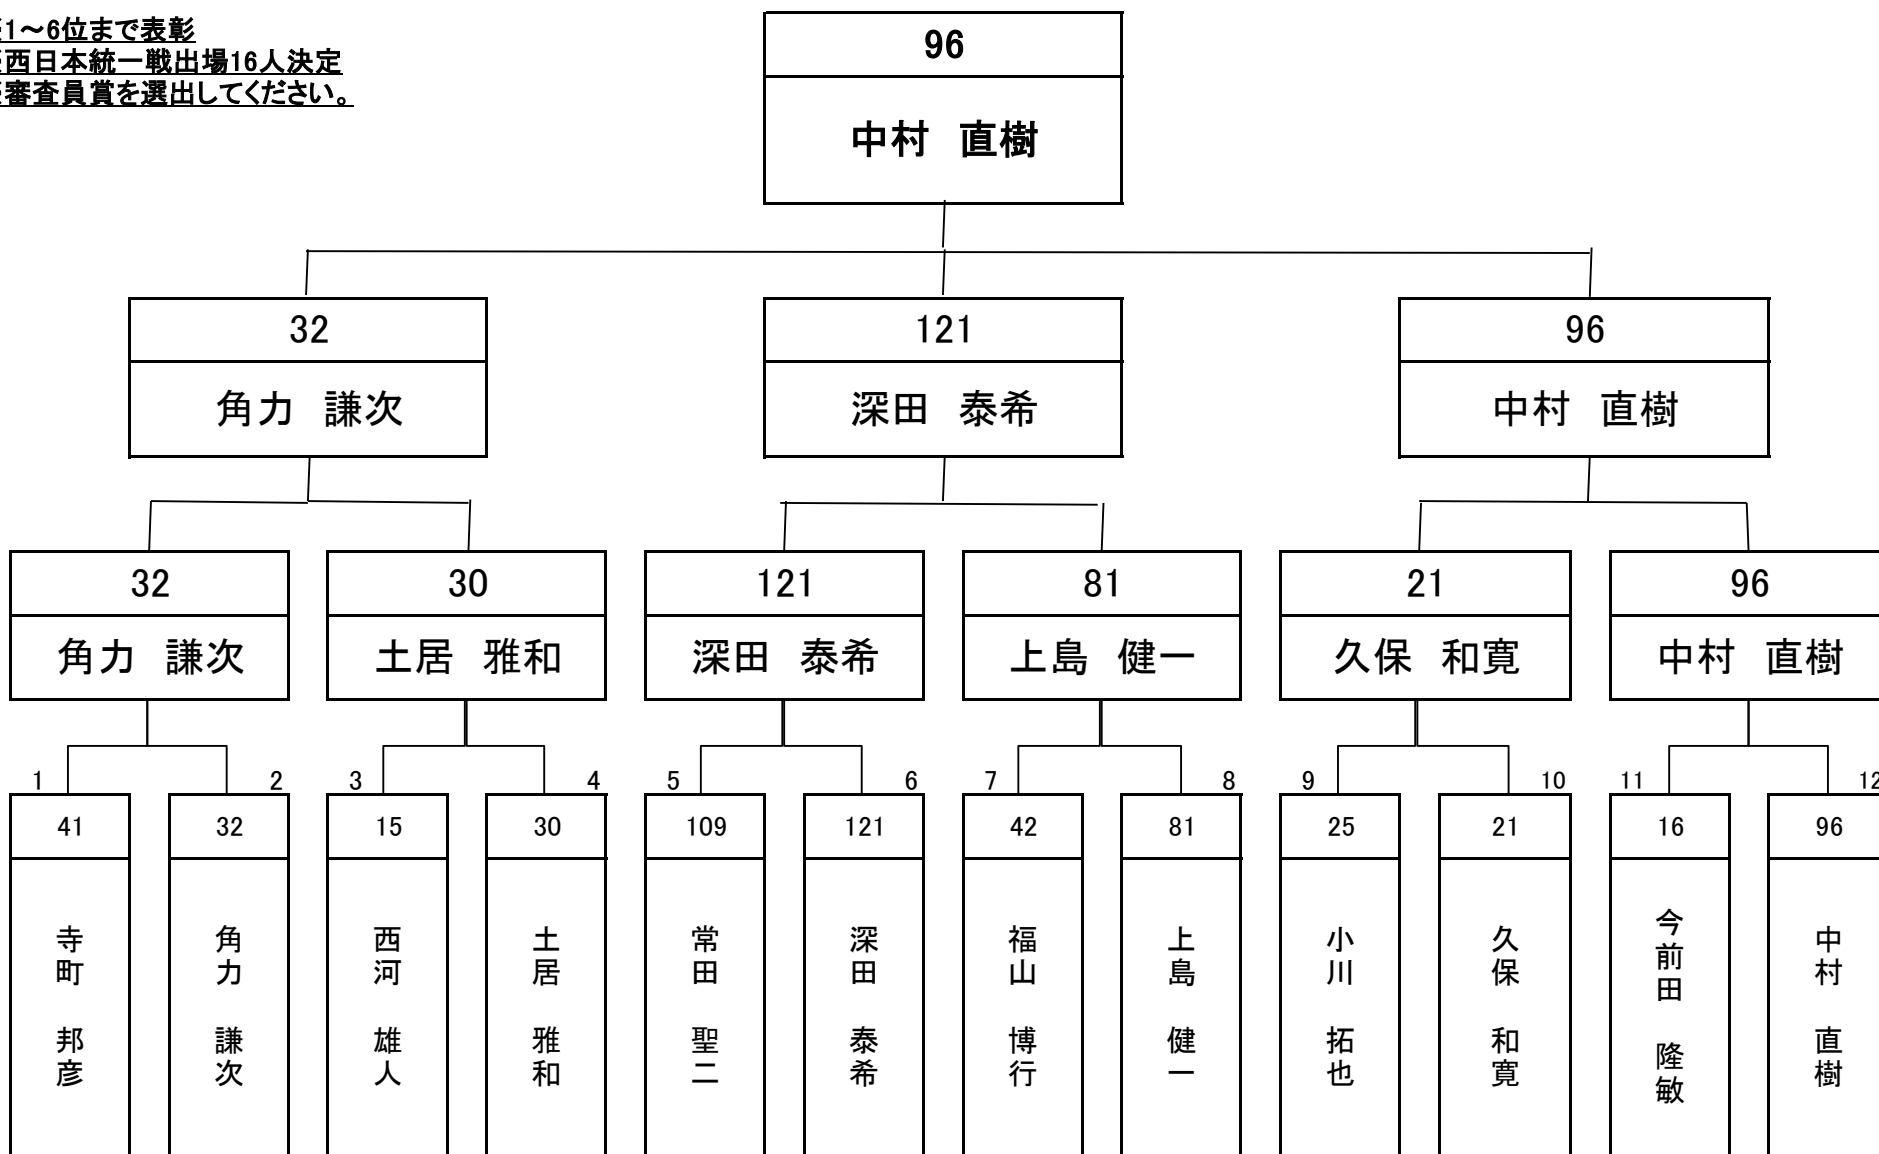 1～6位まで表彰
西日本統一戦出場16人決定
審査員賞を選出してください。
96
中村 直樹
32 121 96
角力 謙次 深田 泰希 中村 直樹
32 30 121 81 21 96
角力 謙次 土居 雅和 深田 泰希 上島 健一 久保 和寛 中村 直樹
1 2 3 4 5 6 7 8 9 10 11 12
41 32 15 30 109 121 42 81 25 21 16 96
寺町 邦彦
角力 謙次
西河 雄人
土居 雅和
常田 聖二
深田 泰希
福山 博行
上島 健一
小川 拓也
久保 和寛
今前田 隆敏
中村 直樹